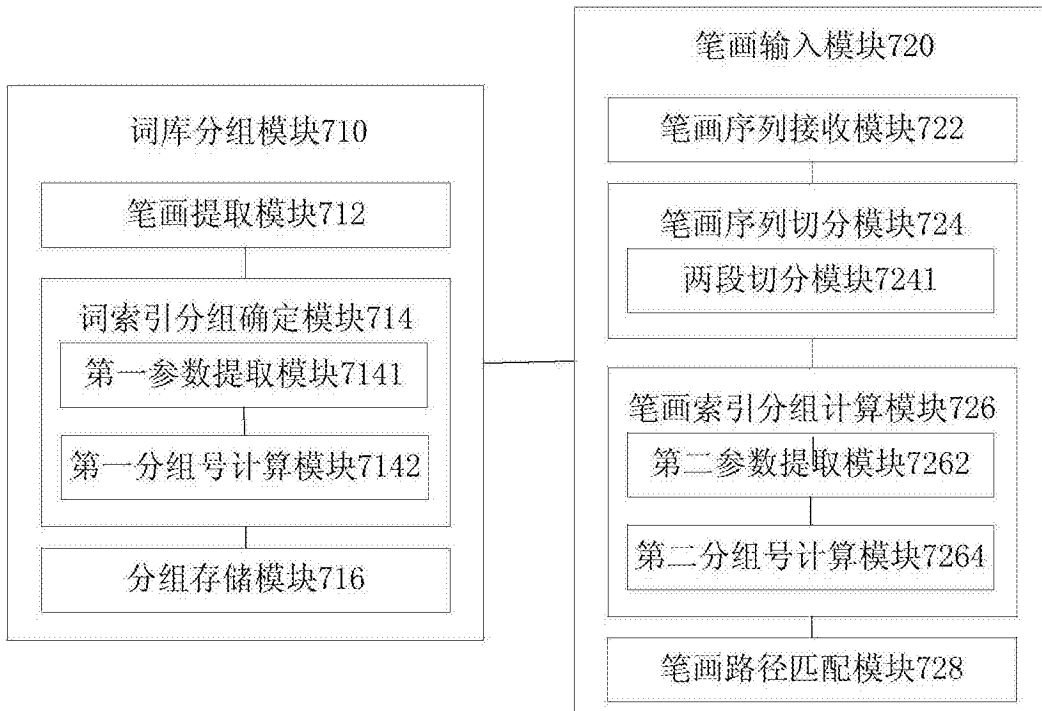 词库分组模块710
笔画提取模块712
词索引分组确定模块714
第一参数提取模块7141
第一分组号计算模块7142
分组存储模块716
笔画输入模块720
笔画序列接收模块722
笔画序列切分模块724
两段切分模块7241
笔画索引分组计算模块726
第二参数提取模块7262
第二分组号计算模块7264
笔画路径匹配模块728